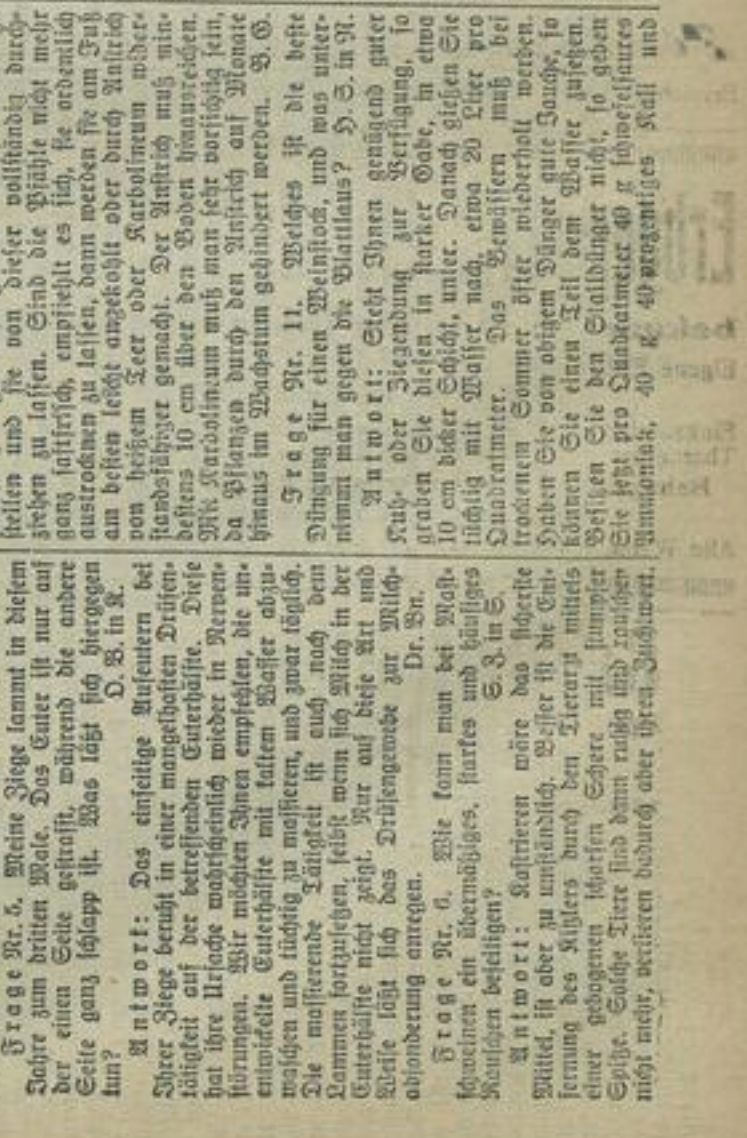 Frage Nr. 5. Meine Ziege lammt in diesem
Jahre zum dritten Male. Das Euter ist nur auf
der einen Seite gestrafft, während die andere
Seite ganz schlapp ist. Was läßt sich hiergegen
tun? D. B. in K.
Antwort: Das einseitige Aufeutern bei
Ihrer Ziege beruht in einer mangelhaften Drüsen-
tätigkeit auf der betreffenden Euterhälfte. Diese
hat ihre Ursache wahrscheinlich wieder in Nerven-
störungen. Wir möchten Ihnen empfehlen, die un-
entwickelte Euterhälfte mit kaltem Wasser abzu-
waschen und tüchtig zu massieren, und zwar täglich.
Die massierende Tätigkeit ist auch nach dem
Lammen fortzusetzen, selbst wenn sich Milch in der
Euterhälfte nicht zeigt. Nur auf diese Art und
Weise läßt sich das Drüsengewebe zur Milch-
absonderung anregen. Dr. Bn.
Frage Nr. 6. Wie kann man bei Mast-
schweinen ein übermäßiges, starkes und häufiges
Rauschen beseitigen? S. Z. in S.
Antwort: Kastrieren wäre das sicherste
Mittel, ist aber zu umständlich. Besser ist die Ent-
fernung des Kitzlers durch den Tierarzt mittels
einer gebogenen scharfen Schere mit stumpfer
Spitze. Solche Tiere sind dann ruhig und rauschen
nicht mehr, verlieren dadurch aber ihren Zuchtwert.
stellen und sie von dieser vollständig durch-
ziehen zu lassen. Sind die Pfähle nicht mehr
ganz saftfrisch, empfiehlt es sich, sie ordentlich
austrocknen zu lassen, dann werden sie am Fuß
am besten leicht angekohlt oder durch Anstrich
von heißem Teer oder Karbolineum wider-
standsfähiger gemacht. Der Anstrich muß min-
destens 10 cm über den Boden hinausreichen.
Mit Karbolineum muß man sehr vorsichtig sein,
da Pflanzen durch den Anstrich auf Monate
hinaus im Wachstum gehindert werden. B. G.
Frage Nr. 11. Welches ist die beste
Düngung für einen Weinstock, und was unter-
nimmt man gegen die Blattlaus? H. S. in N.
Antwort: Steht Ihnen genügend guter
Kuh- oder Ziegendung zur Verfügung, so
graben Sie diesen in starker Gabe, in etwa
10 cm dicker Schicht, unter. Danach gießen Sie
tüchtig mit Wasser nach, etwa 20 Liter pro
Quadratmeter. Das Bewässern muß bei
trockenem Sommer öfter wiederholt werden.
Haben Sie von obigem Dünger gute Jauche, so
können Sie einen Teil dem Wasser zusetzen.
Besitzen Sie den Stalldünger nicht, so geben
Sie jetzt pro Quadratmeter 40 g schwefelsaures
Ammoniak, 40 g 40 prozentiges Kali und